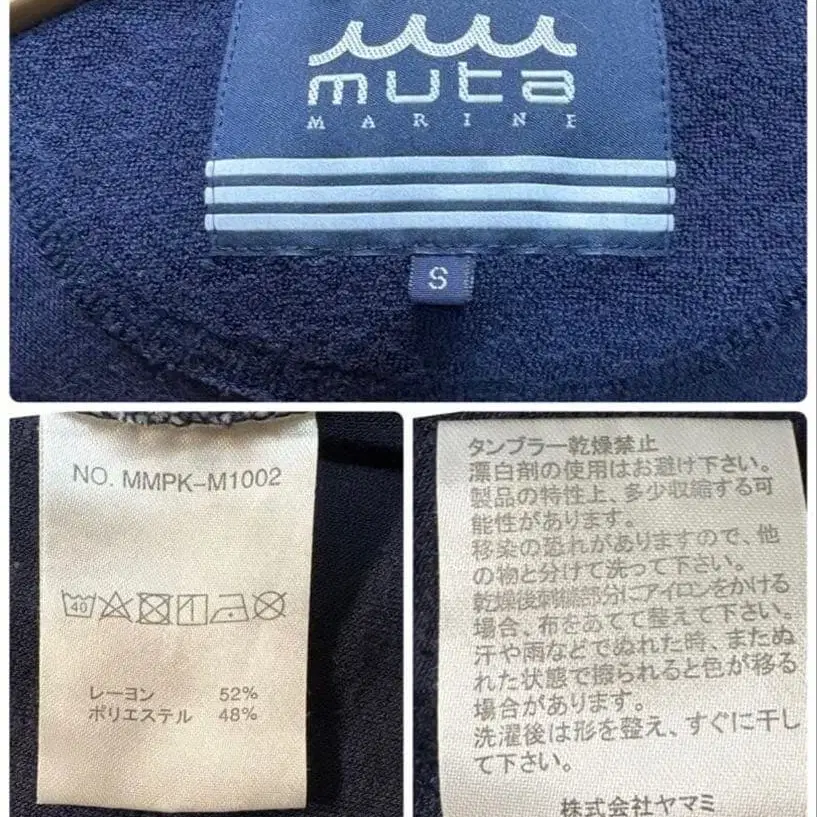 muta
MARINE
S
NO. MMPK-M1002
40
レーヨン 52%
ポリエステル 48%
タンブラー乾燥禁止
漂白剤の使用はお避け下さい。
製品の特性上、多少収縮する可
能性があります。
移染の恐れがありますので、他
の物と分けて洗って下さい。
乾燥後刺繍部分にアイロンをかける
場合、布をあてて整えて下さい。
汗や雨などでぬれた時、またぬ
れた状態で擦られると色が移る
場合があります。
洗濯後は形を整え、すぐに干し
て下さい。
株式会社ヤマミ